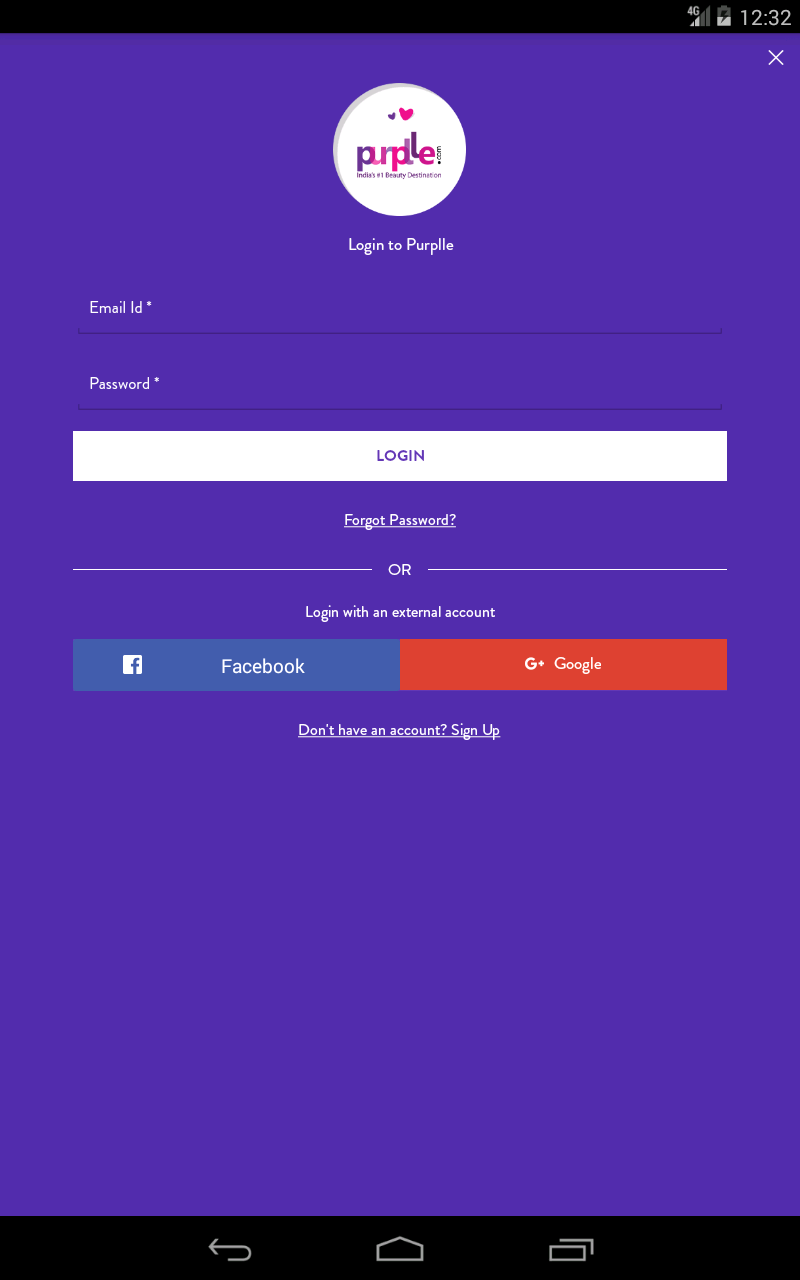 4G 12:32
purplle.com
India's #1 Beauty Destination
Login to Purplle
Email Id *
Password *
LOGIN
Forgot Password?
OR
Login with an external account
Facebook
G+ Google
Don't have an account? Sign Up